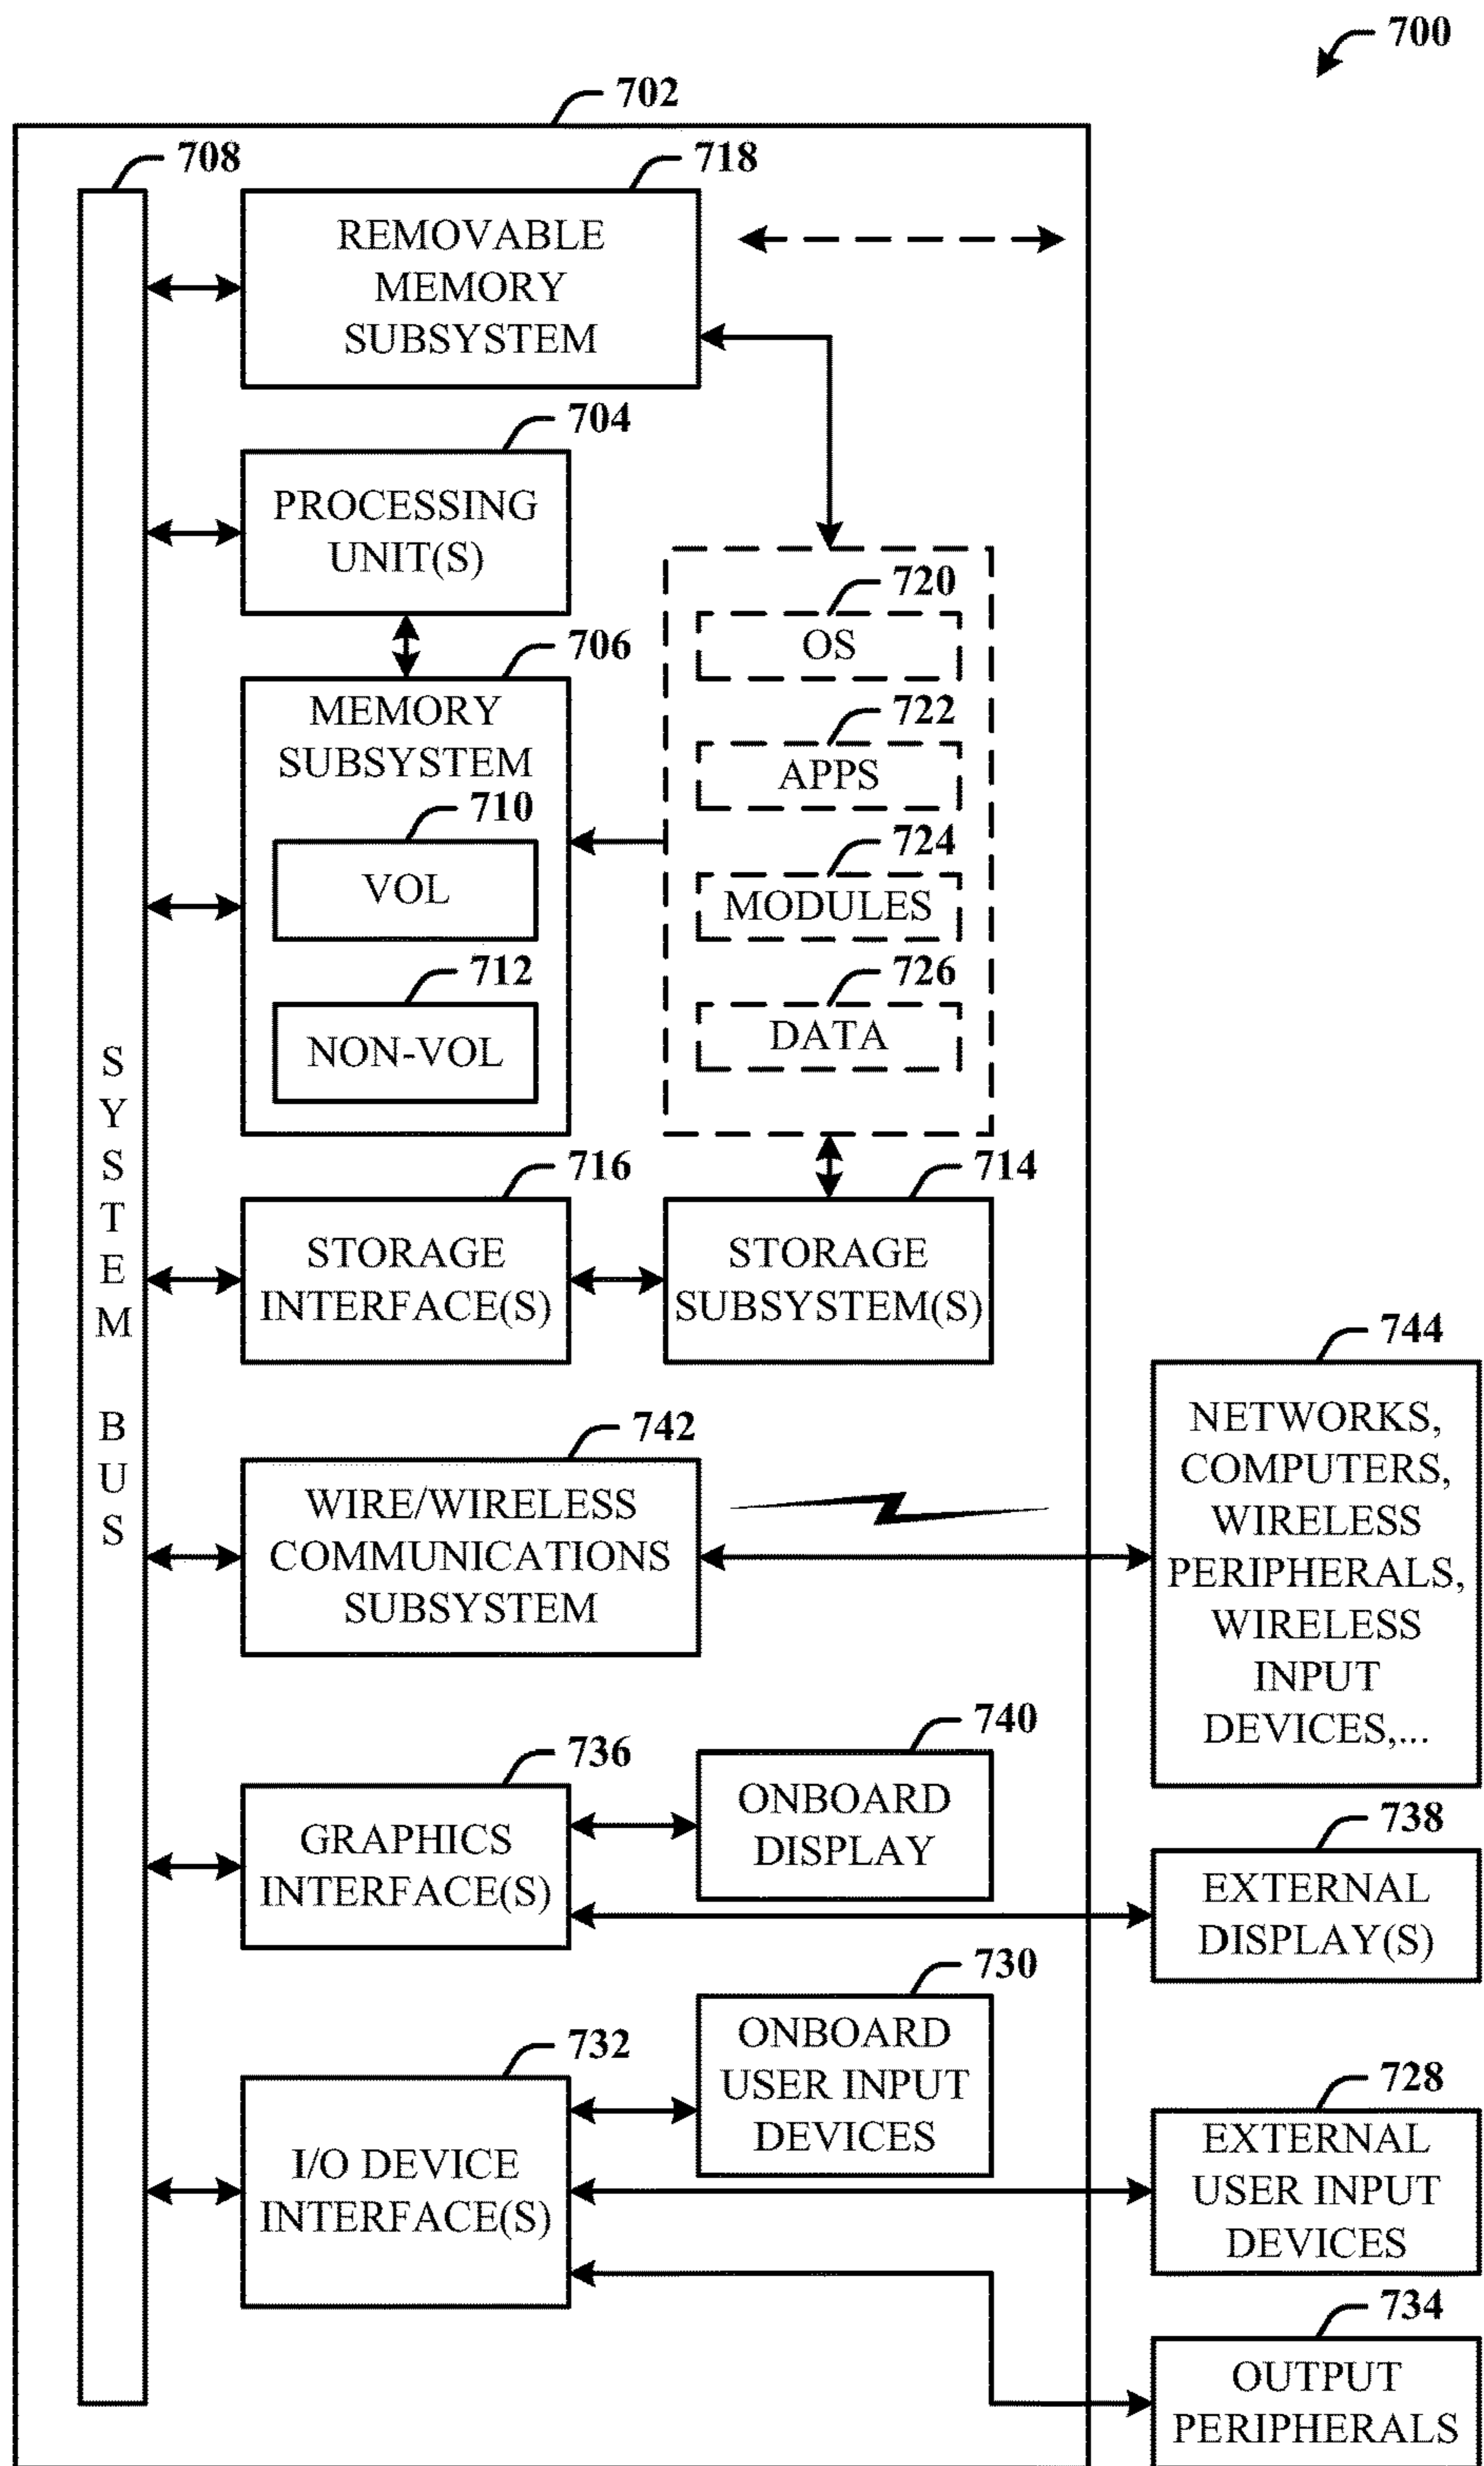 700
702
708
718
REMOVABLE
MEMORY
SUBSYSTEM
704
PROCESSING
UNIT(S)
706
MEMORY
SUBSYSTEM
710
VOL
712
NON-VOL
720
OS
722
APPS
724
MODULES
726
DATA
SYSTEM BUS
716
STORAGE
INTERFACE(S)
714
STORAGE
SUBSYSTEM(S)
742
WIRE/WIRELESS
COMMUNICATIONS
SUBSYSTEM
744
NETWORKS,
COMPUTERS,
WIRELESS
PERIPHERALS,
WIRELESS
INPUT
DEVICES,...
736
GRAPHICS
INTERFACE(S)
740
ONBOARD
DISPLAY
738
EXTERNAL
DISPLAY(S)
732
I/O DEVICE
INTERFACE(S)
730
ONBOARD
USER INPUT
DEVICES
728
EXTERNAL
USER INPUT
DEVICES
734
OUTPUT
PERIPHERALS